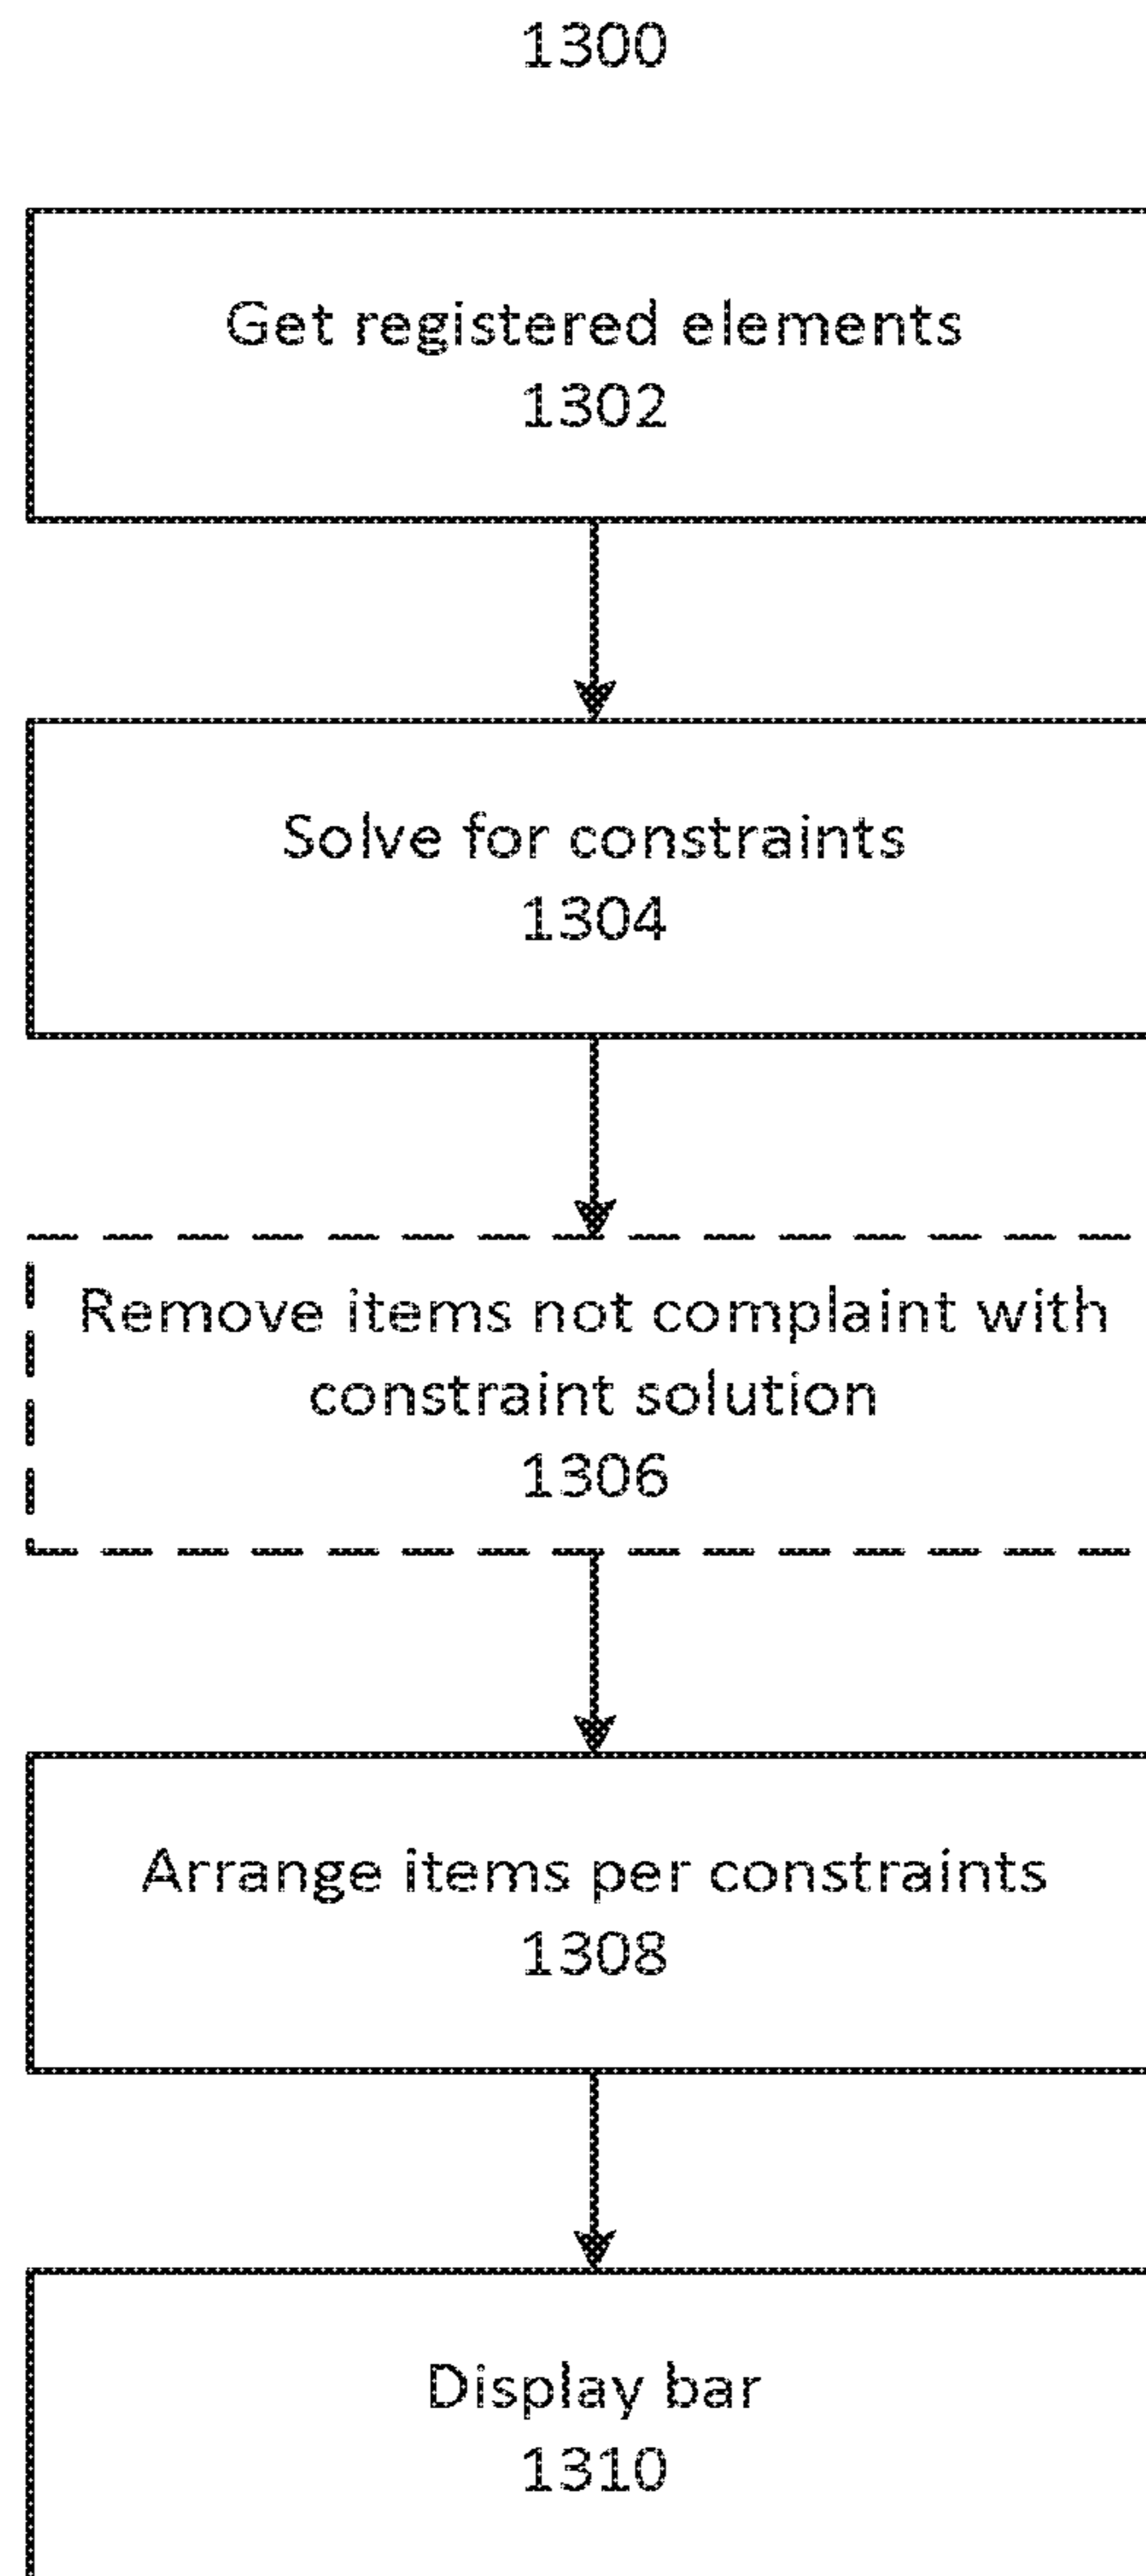 1300
Get registered elements
1302
Solve for constraints
1304
Remove items not complaint with
constraint solution
1306
Arrange items per constraints
1308
Display bar
1310